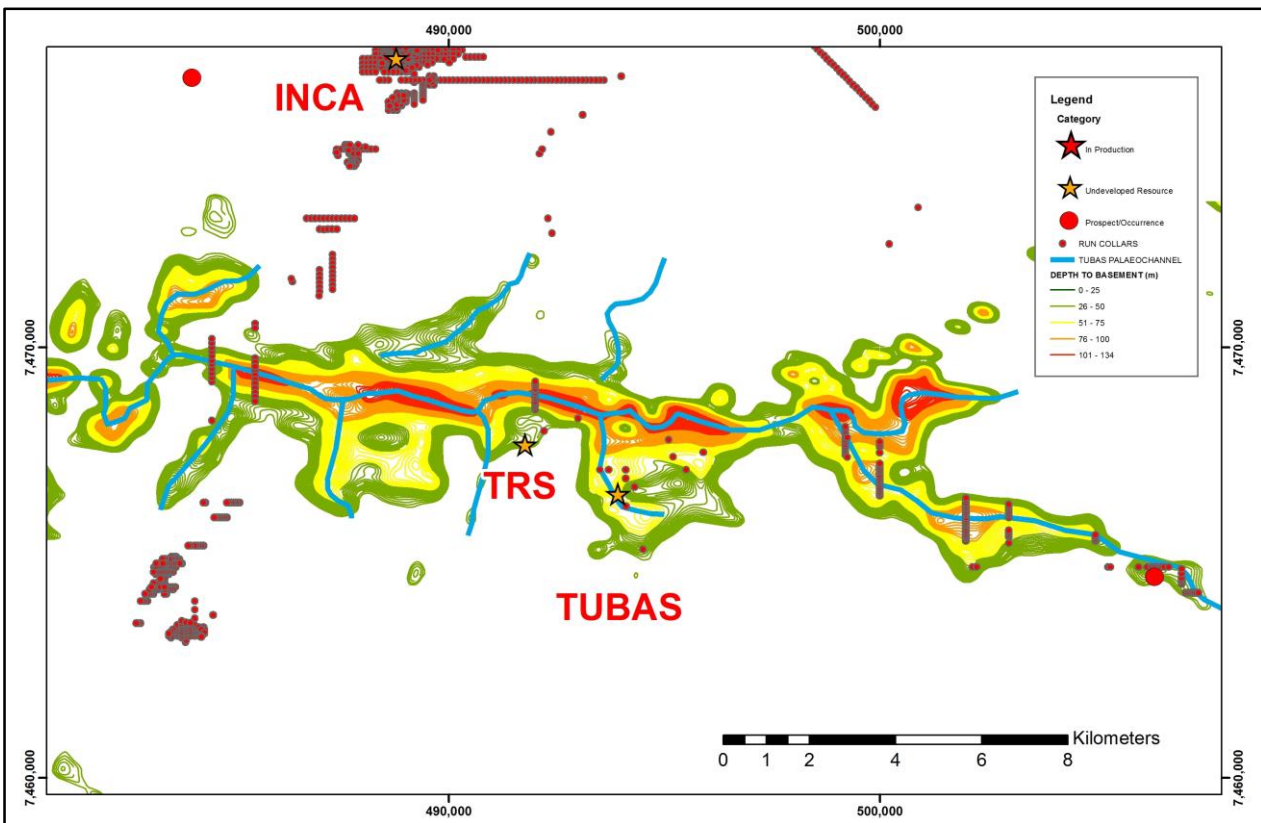 490,000
500,000
INCA
Legend
Category
In Production
Undeveloped Resource
Prospect/Occurrence
RUN COLLARS
TUBAS PALAEOCHANNEL
DEPTH TO BASEMENT (m)
0 - 25
26 - 50
51 - 75
76 - 100
101 - 134
7,470,000
7,470,000
TRS
TUBAS
Kilometers
0 1 2 4 6 8
7,460,000
7,460,000
490,000
500,000